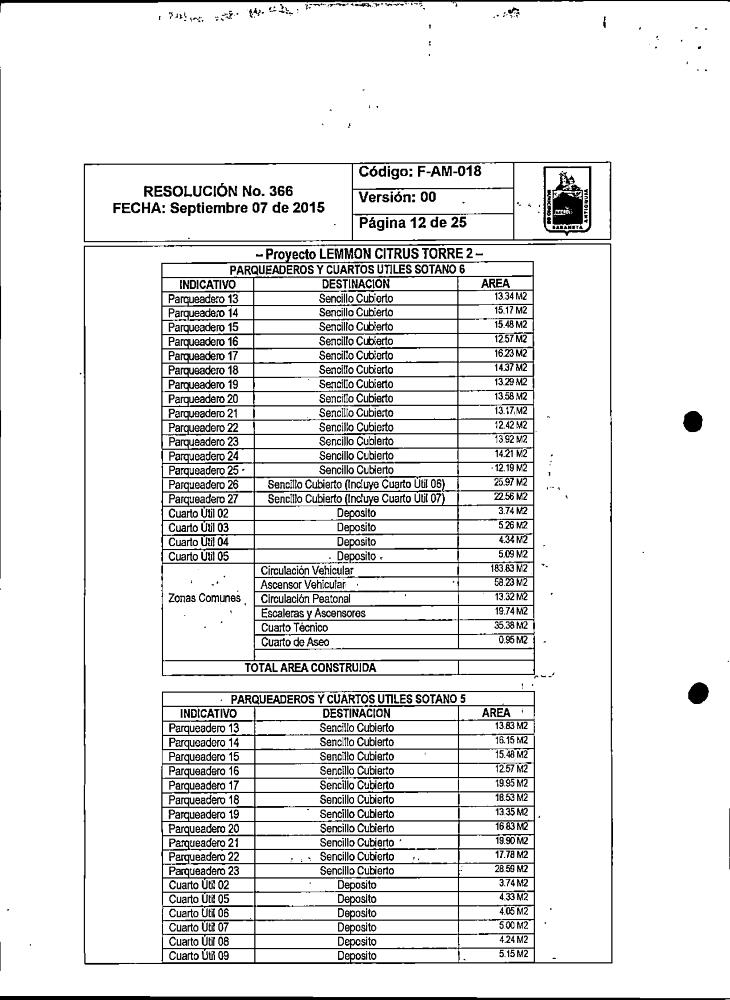 RESOLUCIÓN No. 366
FECHA: Septiembre 07 de 2015
Código: F-AM-018
Versión: 00
Página 12 de 25
SABANETA
– Proyecto LEMMON CITRUS TORRE 2 –
PARQUEADEROS Y CUARTOS UTILES SOTANO 6
INDICATIVO DESTINACION AREA
Parqueadero 13 Sencillo Cubierto 13.34 M2
Parqueadero 14 Sencillo Cubierto 15.17 M2
Parqueadero 15 Sencillo Cubierto 15.48 M2
Parqueadero 16 Sencillo Cubierto 12.57 M2
Parqueadero 17 Sencillo Cubierto 16.23 M2
Parqueadero 18 Sencillo Cubierto 14.37 M2
Parqueadero 19 Sencillo Cubierto 13.29 M2
Parqueadero 20 Sencillo Cubierto 13.58 M2
Parqueadero 21 Sencillo Cubierto 13.17 M2
Parqueadero 22 Sencillo Cubierto 12.42 M2
Parqueadero 23 Sencillo Cubierto 13.92 M2
Parqueadero 24 Sencillo Cubierto 14.21 M2
Parqueadero 25 Sencillo Cubierto 12.19 M2
Parqueadero 26 Sencillo Cubierto (Incluye Cuarto Útil 06) 25.97 M2
Parqueadero 27 Sencillo Cubierto (Incluye Cuarto Útil 07) 22.56 M2
Cuarto Útil 02 Deposito 3.74 M2
Cuarto Útil 03 Deposito 5.26 M2
Cuarto Útil 04 Deposito 4.34 M2
Cuarto Útil 05 Deposito 5.09 M2
Zonas Comunes
Circulación Vehicular 183.83 M2
Ascensor Vehicular 58.23 M2
Circulación Peatonal 13.32 M2
Escaleras y Ascensores 19.74 M2
Cuarto Técnico 35.38 M2
Cuarto de Aseo 0.95 M2
TOTAL AREA CONSTRUIDA
PARQUEADEROS Y CUARTOS UTILES SOTANO 5
INDICATIVO DESTINACION AREA
Parqueadero 13 Sencillo Cubierto 13.83 M2
Parqueadero 14 Sencillo Cubierto 16.15 M2
Parqueadero 15 Sencillo Cubierto 15.48 M2
Parqueadero 16 Sencillo Cubierto 12.57 M2
Parqueadero 17 Sencillo Cubierto 19.95 M2
Parqueadero 18 Sencillo Cubierto 18.53 M2
Parqueadero 19 Sencillo Cubierto 13.35 M2
Parqueadero 20 Sencillo Cubierto 16.83 M2
Parqueadero 21 Sencillo Cubierto 19.90 M2
Parqueadero 22 Sencillo Cubierto 17.78 M2
Parqueadero 23 Sencillo Cubierto 28.59 M2
Cuarto Útil 02 Deposito 3.74 M2
Cuarto Útil 05 Deposito 4.33 M2
Cuarto Útil 06 Deposito 4.05 M2
Cuarto Útil 07 Deposito 5.00 M2
Cuarto Útil 08 Deposito 4.24 M2
Cuarto Útil 09 Deposito 5.15 M2